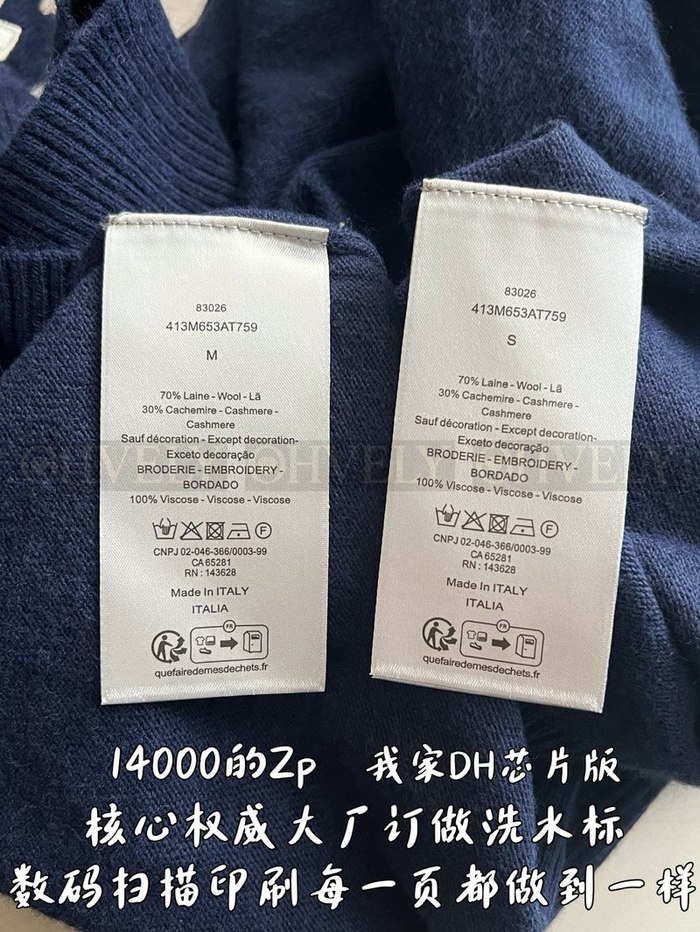 83026
413M653AT759
M
70% Laine - Wool - Lã
30% Cachemire - Cashmere -
Cashmere
Sauf décoration - Except decoration-
Exceto decoração
BRODERIE - EMBROIDERY -
BORDADO
100% Viscose - Viscose - Viscose
F
CNPJ 02-046-366/0003-99
CA 65281
RN : 143628
Made In ITALY
ITALIA
FR
quefairedemesdechets.fr
83026
413M653AT759
S
70% Laine - Wool - Lã
30% Cachemire - Cashmere -
Cashmere
Sauf décoration - Except decoration-
Exceto decoração
BRODERIE - EMBROIDERY -
BORDADO
100% Viscose - Viscose - Viscose
F
CNPJ 02-046-366/0003-99
CA 65281
RN : 143628
Made In ITALY
ITALIA
FR
quefairedemesdechets.fr
14000的Zp 我家DH芯片版
核心权威大厂订做洗水标
数码扫描印刷每一页都做到一样